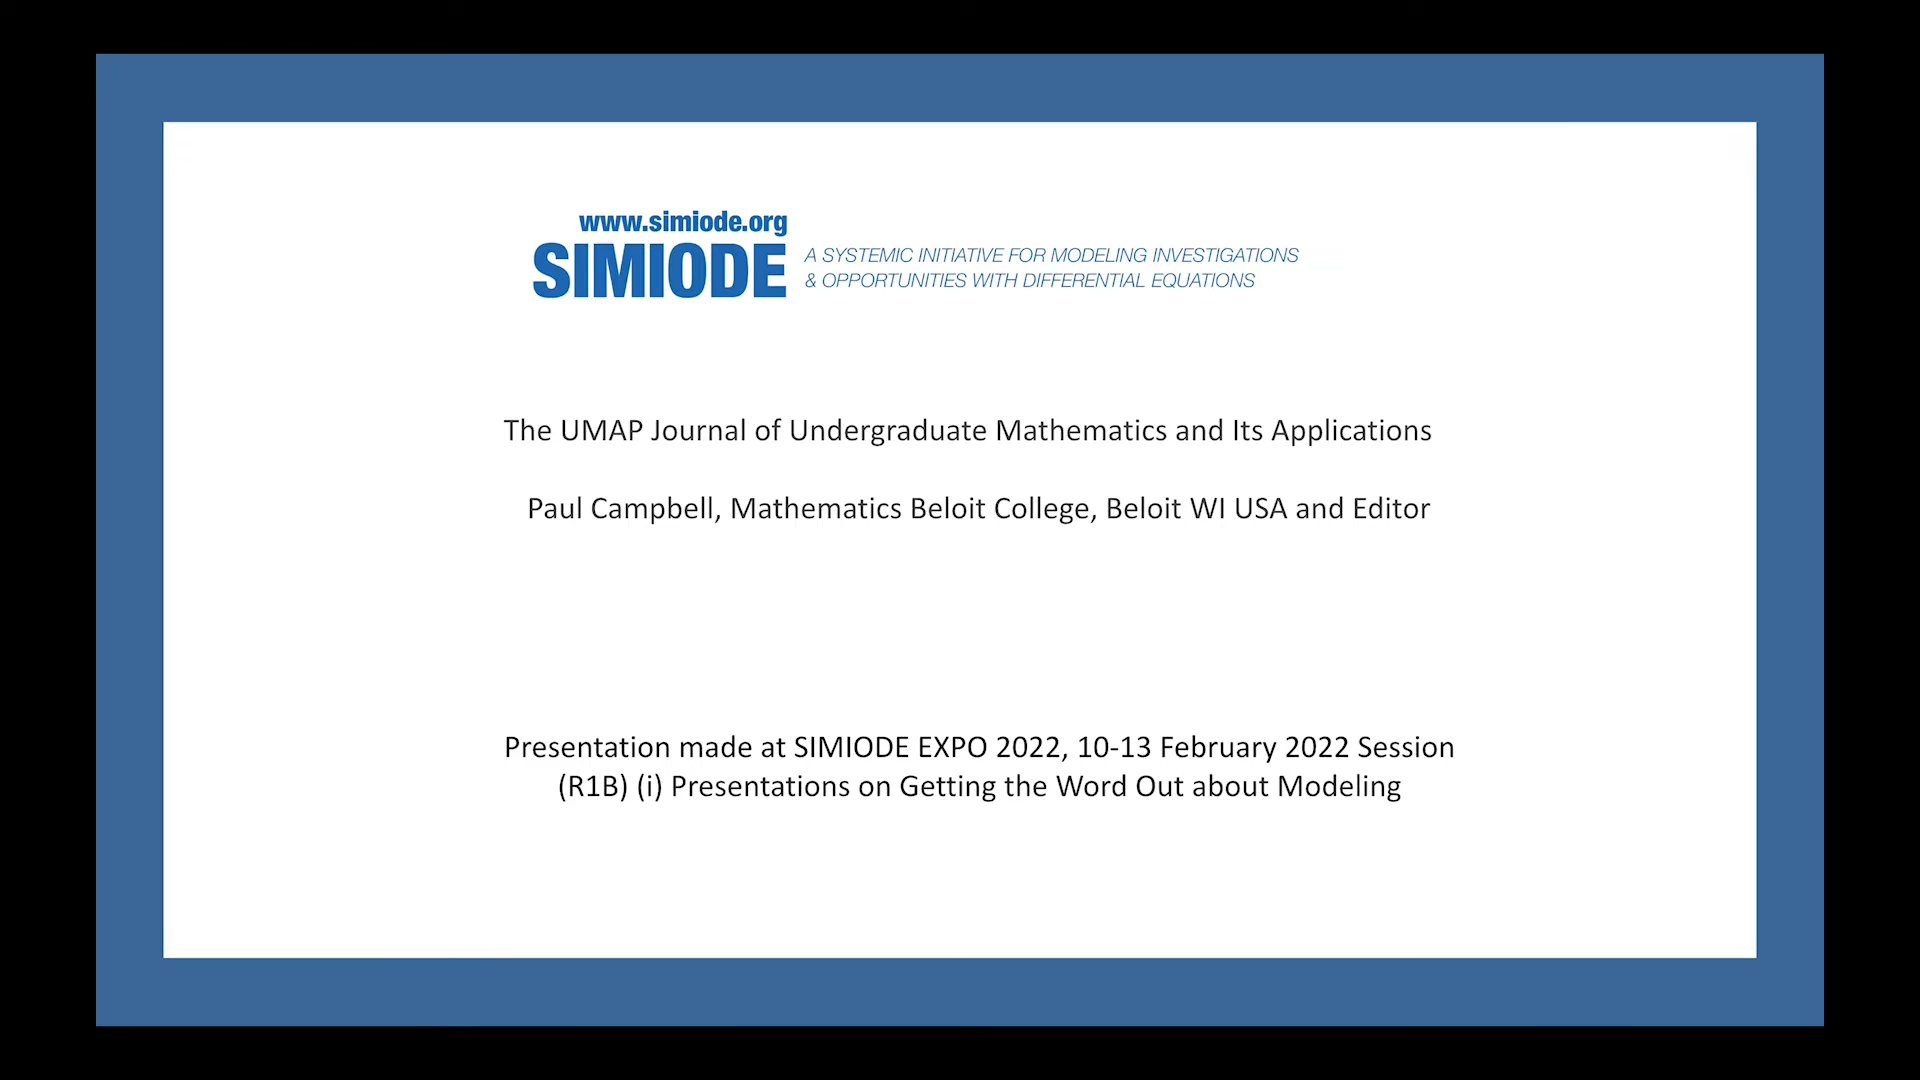 www.simiode.org
SIMIODE
A SYSTEMIC INITIATIVE FOR MODELING INVESTIGATIONS
& OPPORTUNITIES WITH DIFFERENTIAL EQUATIONS
The UMAP Journal of Undergraduate Mathematics and Its Applications
Paul Campbell, Mathematics Beloit College, Beloit WI USA and Editor
Presentation made at SIMIODE EXPO 2022, 10-13 February 2022 Session
(R1B) (i) Presentations on Getting the Word Out about Modeling